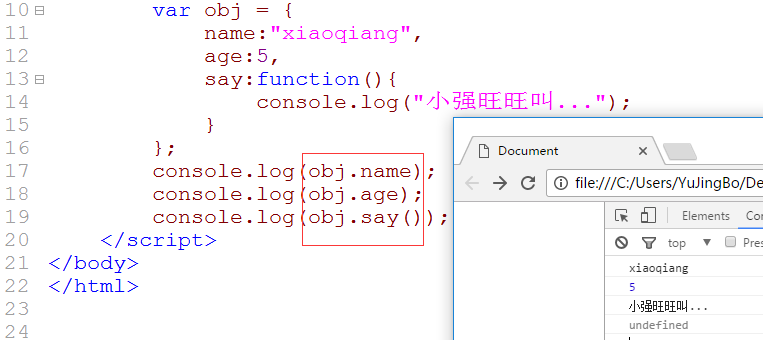 10 var obj = {
11 name:"xiaoqiang",
12 age:5,
13 say:function(){
14 console.log("小强旺旺叫...");
15 }
16 };
17 console.log(obj.name);
18 console.log(obj.age);
19 console.log(obj.say());
20 </script>
21 </body>
22 </html>
23
24
Document
file:///C:/Users/YuJingBo/De
Elements
top
xiaoqiang
5
小强旺旺叫...
undefined